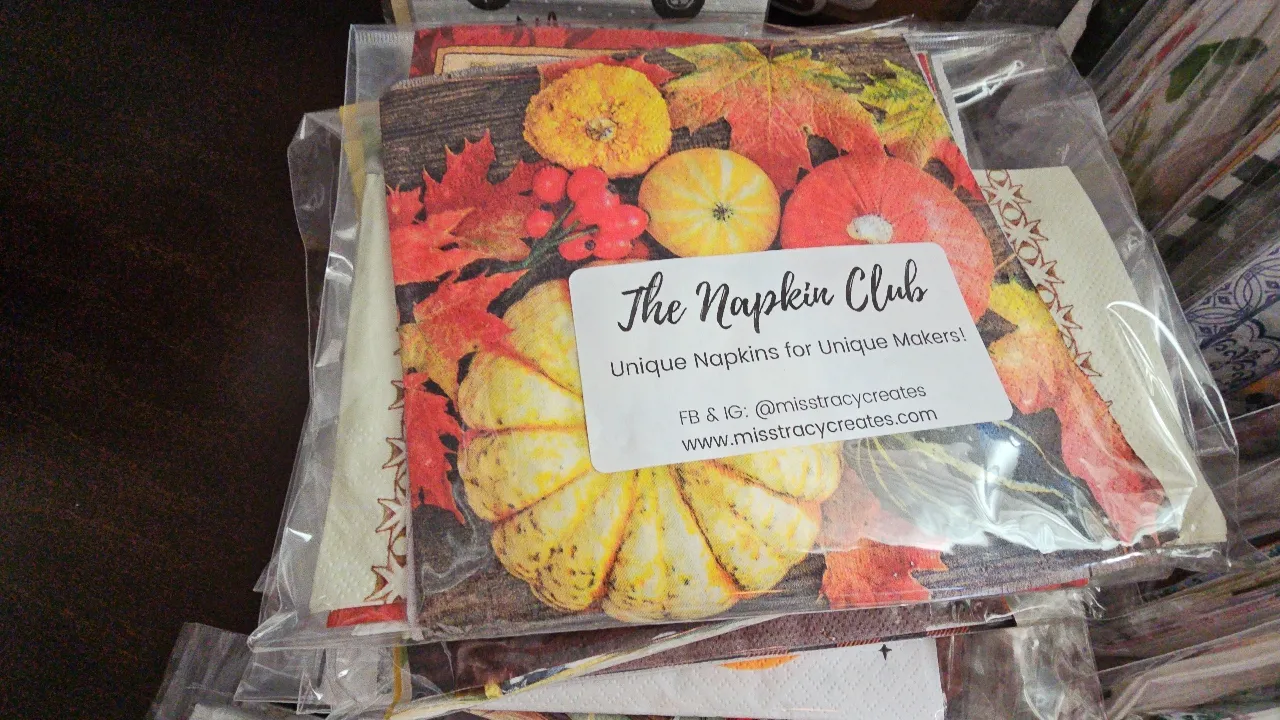 The Napkin Club
Unique Napkins for Unique Makers!
FB & IG: @misstracycreates
www.misstracycreates.com